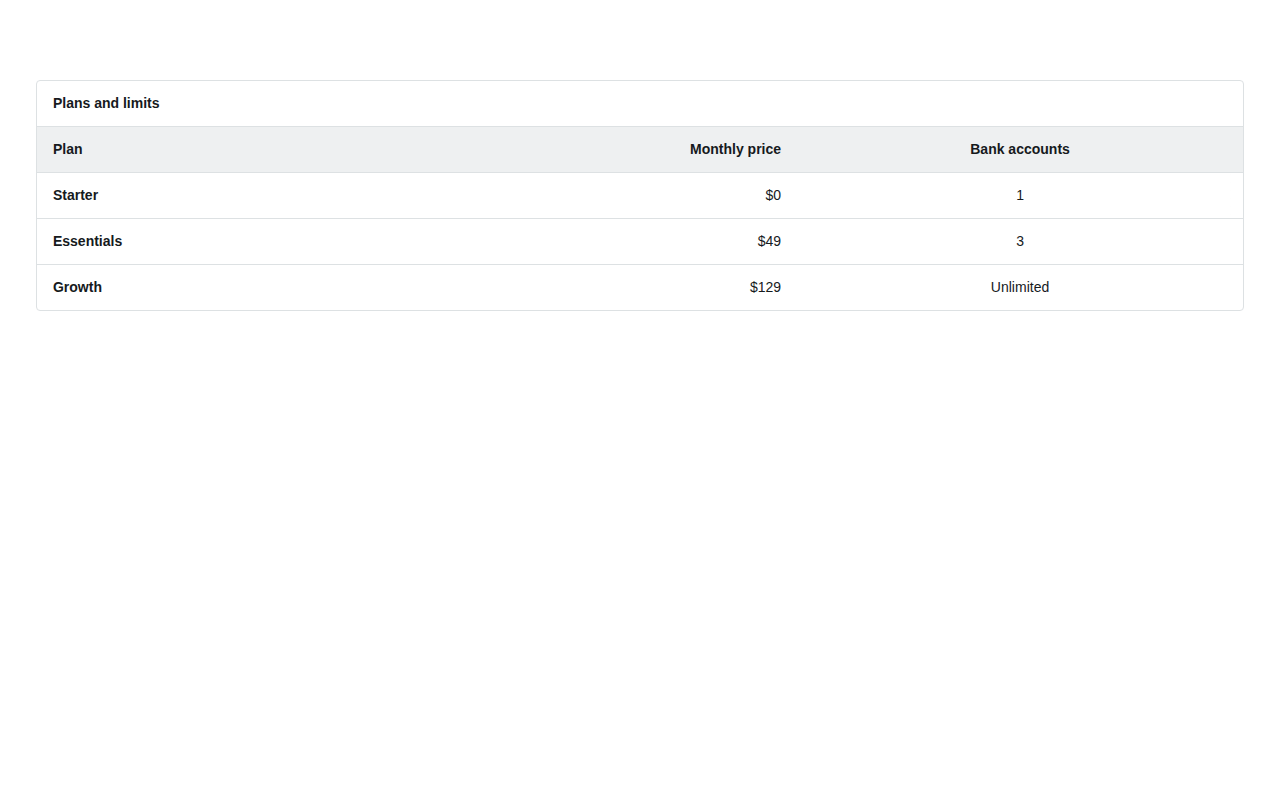 Plans and limits
Plan Monthly price Bank accounts
Starter $0 1
Essentials $49 3
Growth $129 Unlimited